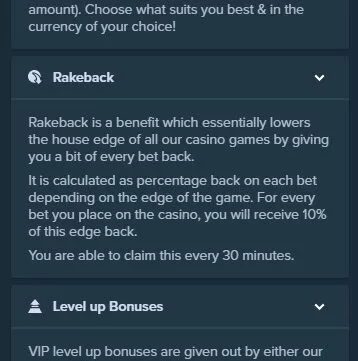 amount). Choose what suits you best & in the
currency of your choice!
Rakeback
Rakeback is a benefit which essentially lowers
the house edge of all our casino games by giving
you a bit of every bet back.
It is calculated as percentage back on each bet
depending on the edge of the game. For every
bet you place on the casino, you will receive 10%
of this edge back.
You are able to claim this every 30 minutes.
Level up Bonuses
VIP level up bonuses are given out by either our